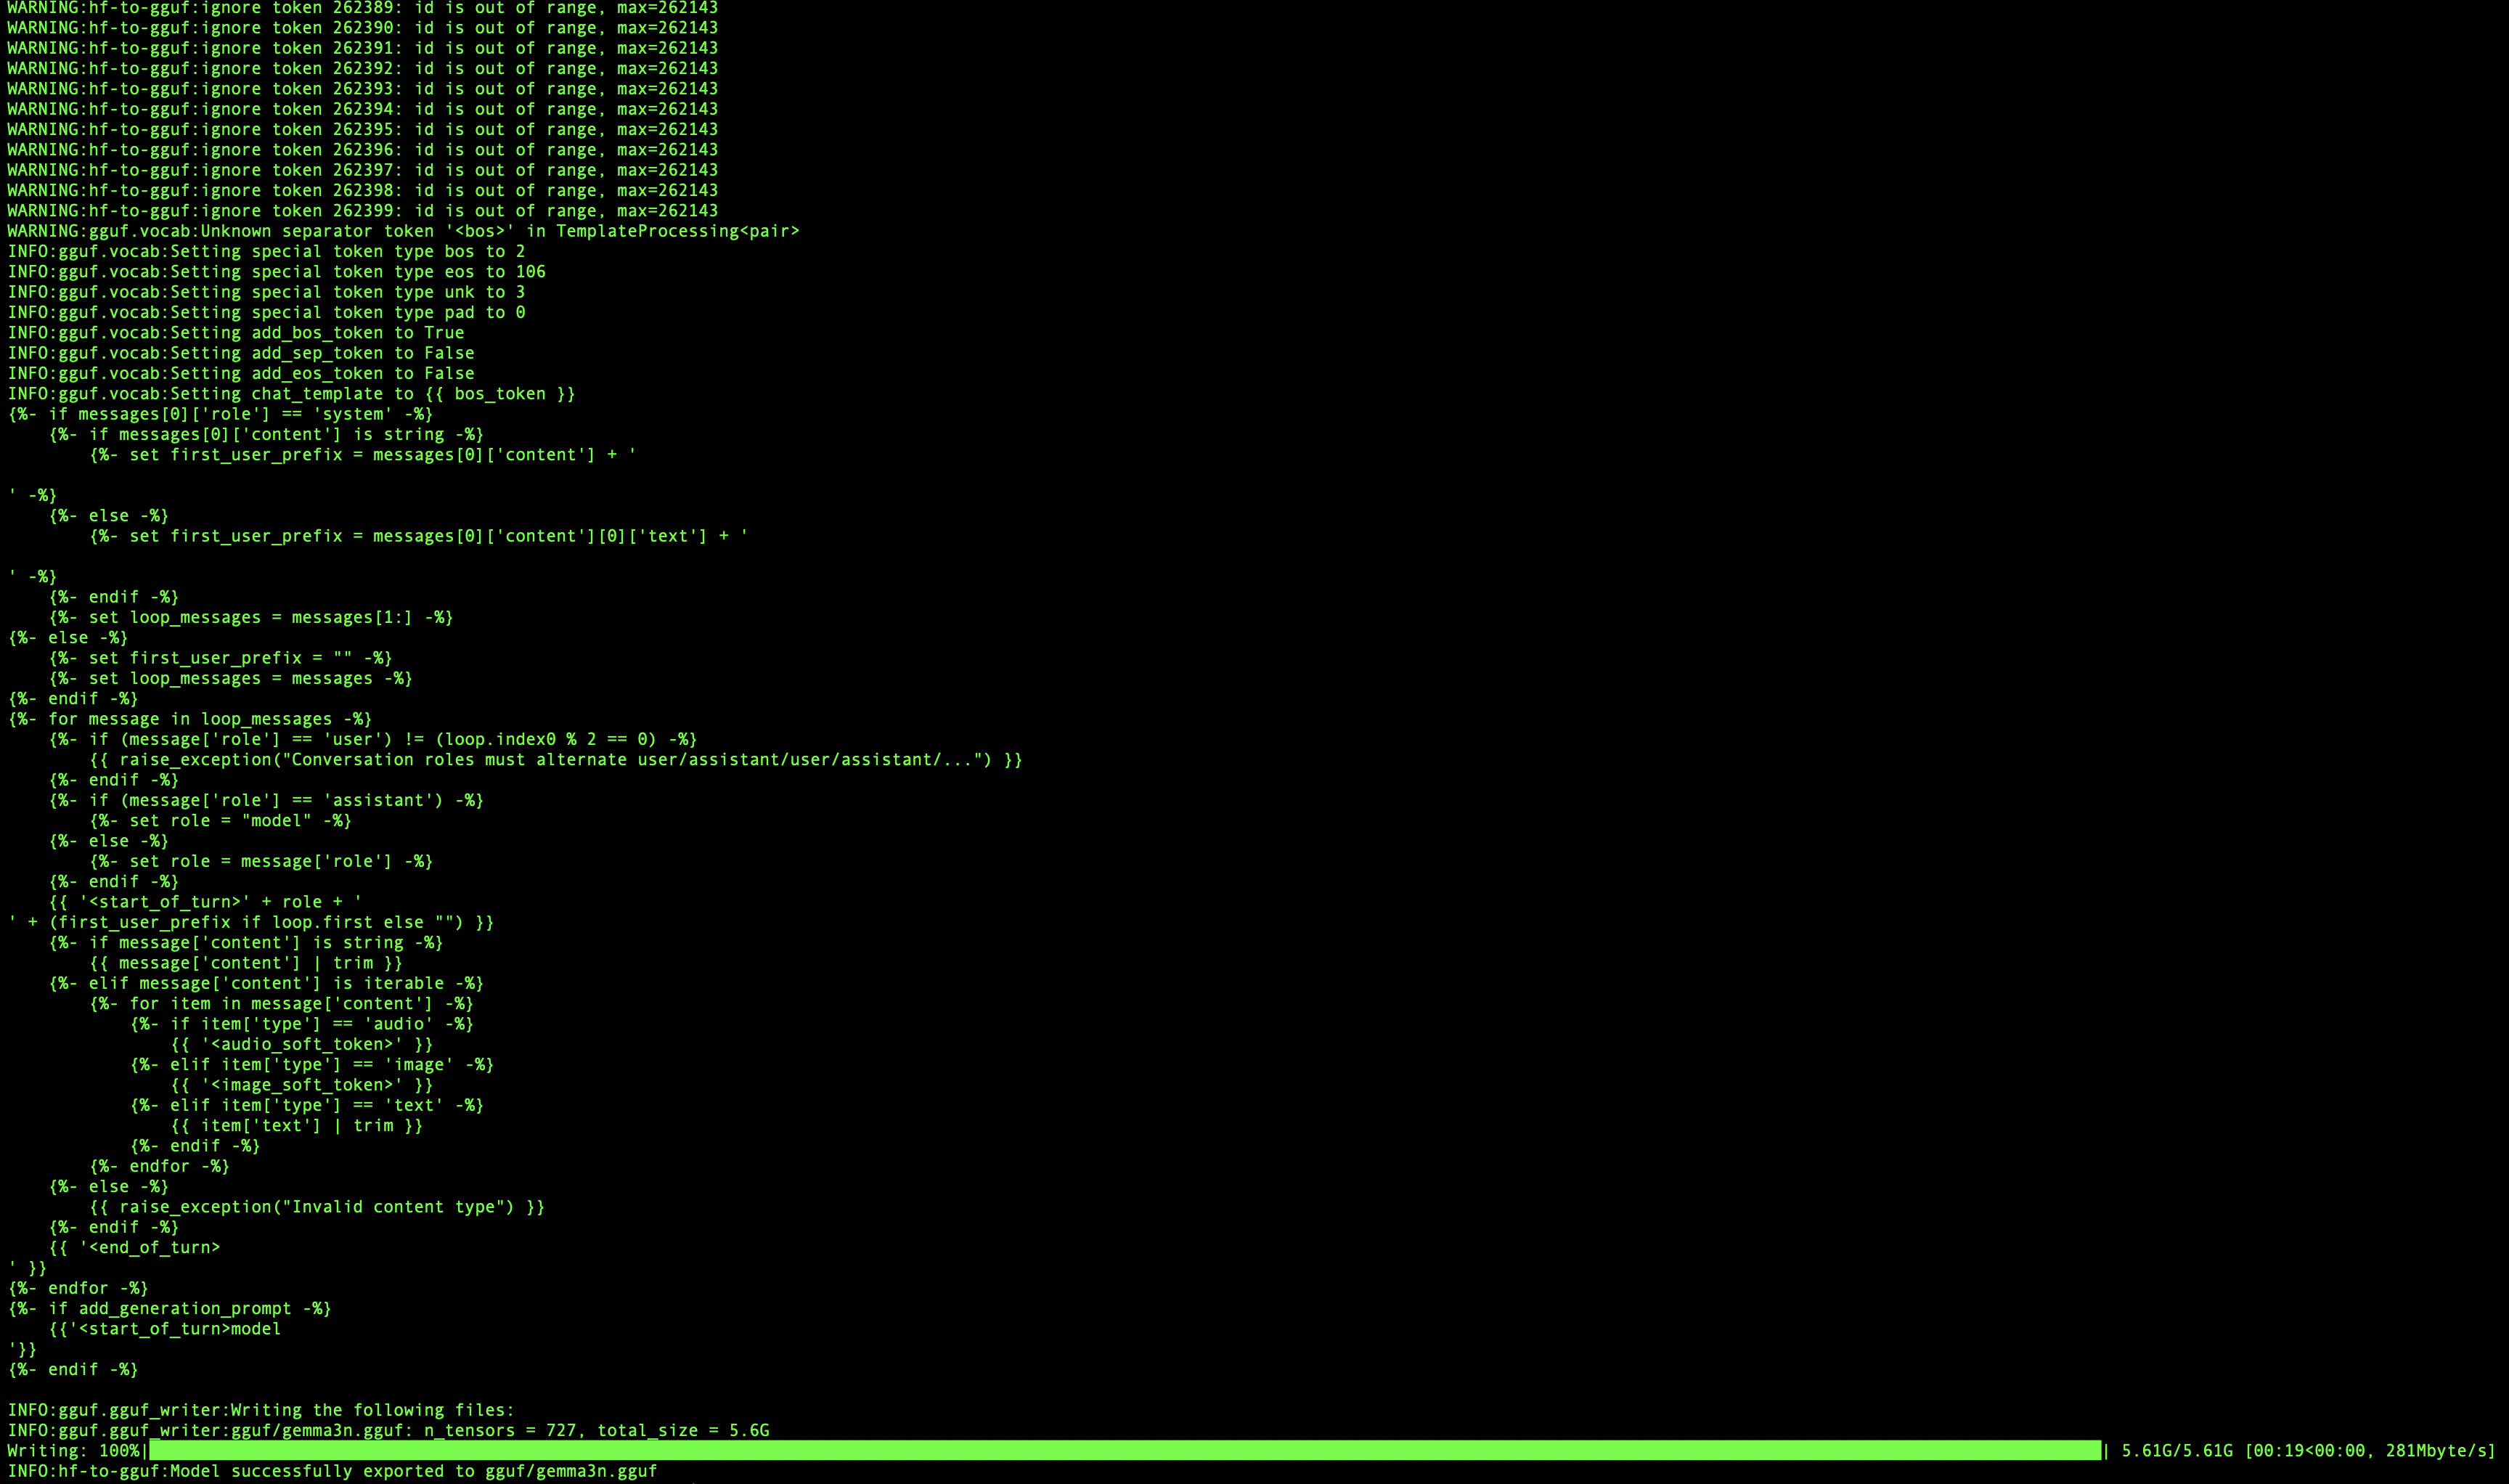 WARNING:hf-to-gguf:ignore token 262389: id is out of range, max=262143
WARNING:hf-to-gguf:ignore token 262390: id is out of range, max=262143
WARNING:hf-to-gguf:ignore token 262391: id is out of range, max=262143
WARNING:hf-to-gguf:ignore token 262392: id is out of range, max=262143
WARNING:hf-to-gguf:ignore token 262393: id is out of range, max=262143
WARNING:hf-to-gguf:ignore token 262394: id is out of range, max=262143
WARNING:hf-to-gguf:ignore token 262395: id is out of range, max=262143
WARNING:hf-to-gguf:ignore token 262396: id is out of range, max=262143
WARNING:hf-to-gguf:ignore token 262397: id is out of range, max=262143
WARNING:hf-to-gguf:ignore token 262398: id is out of range, max=262143
WARNING:hf-to-gguf:ignore token 262399: id is out of range, max=262143
WARNING:gguf.vocab:Unknown separator token '<bos>' in TemplateProcessing<pair>
INFO:gguf.vocab:Setting special token type bos to 2
INFO:gguf.vocab:Setting special token type eos to 106
INFO:gguf.vocab:Setting special token type unk to 3
INFO:gguf.vocab:Setting special token type pad to 0
INFO:gguf.vocab:Setting add_bos_token to True
INFO:gguf.vocab:Setting add_sep_token to False
INFO:gguf.vocab:Setting add_eos_token to False
INFO:gguf.vocab:Setting chat_template to {{ bos_token }}
{%- if messages[0]['role'] == 'system' -%}
    {%- if messages[0]['content'] is string -%}
        {%- set first_user_prefix = messages[0]['content'] + '

' -%}
    {%- else -%}
        {%- set first_user_prefix = messages[0]['content'][0]['text'] + '

' -%}
    {%- endif -%}
    {%- set loop_messages = messages[1:] -%}
{%- else -%}
    {%- set first_user_prefix = "" -%}
    {%- set loop_messages = messages -%}
{%- endif -%}
{%- for message in loop_messages -%}
    {%- if (message['role'] == 'user') != (loop.index0 % 2 == 0) -%}
        {{ raise_exception("Conversation roles must alternate user/assistant/user/assistant/...") }}
    {%- endif -%}
    {%- if (message['role'] == 'assistant') -%}
        {%- set role = "model" -%}
    {%- else -%}
        {%- set role = message['role'] -%}
    {%- endif -%}
    {{ '<start_of_turn>' + role + '
' + (first_user_prefix if loop.first else "") }}
    {%- if message['content'] is string -%}
        {{ message['content'] | trim }}
    {%- elif message['content'] is iterable -%}
        {%- for item in message['content'] -%}
            {%- if item['type'] == 'audio' -%}
                {{ '<audio_soft_token>' }}
            {%- elif item['type'] == 'image' -%}
                {{ '<image_soft_token>' }}
            {%- elif item['type'] == 'text' -%}
                {{ item['text'] | trim }}
            {%- endif -%}
        {%- endfor -%}
    {%- else -%}
        {{ raise_exception("Invalid content type") }}
    {%- endif -%}
    {{ '<end_of_turn>
' }}
{%- endfor -%}
{%- if add_generation_prompt -%}
    {{'<start_of_turn>model
'}}
{%- endif -%}

INFO:gguf.gguf_writer:Writing the following files:
INFO:gguf.gguf_writer:gguf/gemma3n.gguf: n_tensors = 727, total_size = 5.6G
Writing: 100%| | 5.61G/5.61G [00:19<00:00, 281Mbyte/s]
INFO:hf-to-gguf:Model successfully exported to gguf/gemma3n.gguf